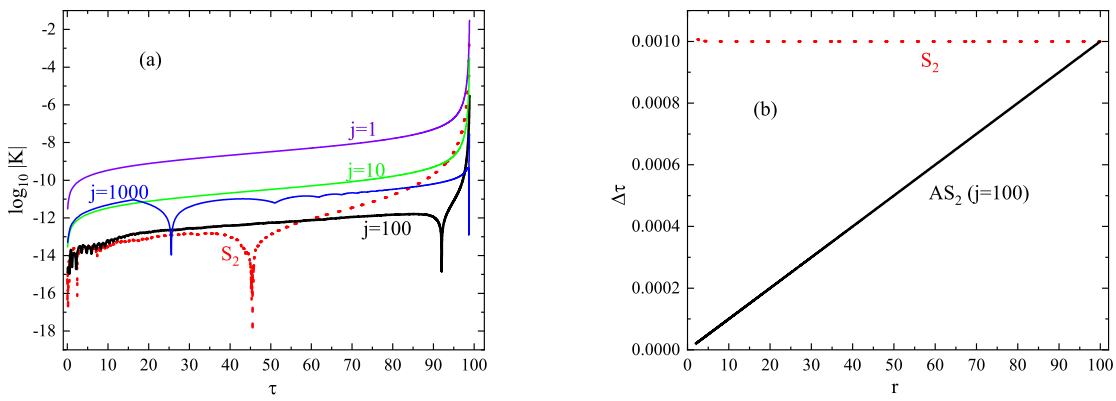 (a)
log10 |K|
-2
-4
-6
-8
-10
-12
-14
-16
-18
j=1
j=10
j=1000
j=100
S2
0 10 20 30 40 50 60 70 80 90 100
τ
(b)
Δτ
0.0010
0.0008
0.0006
0.0004
0.0002
0.0000
S2
AS2 (j=100)
0 10 20 30 40 50 60 70 80 90 100
r